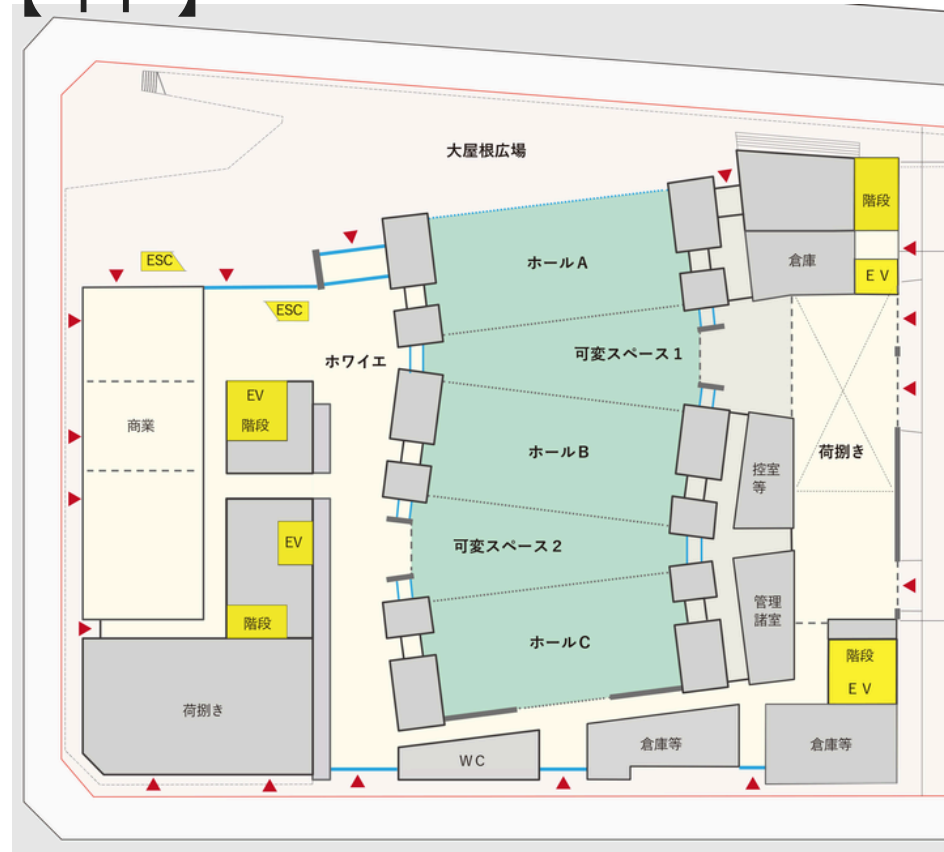 大屋根広場
階段
ESC
ホールA
倉庫
EV
ESC
ホワイエ
可変スペース1
EV
階段
商業
ホールB
荷捌き
控室
等
EV
可変スペース2
階段
管理
諸室
ホールC
階段
EV
荷捌き
WC
倉庫等
倉庫等